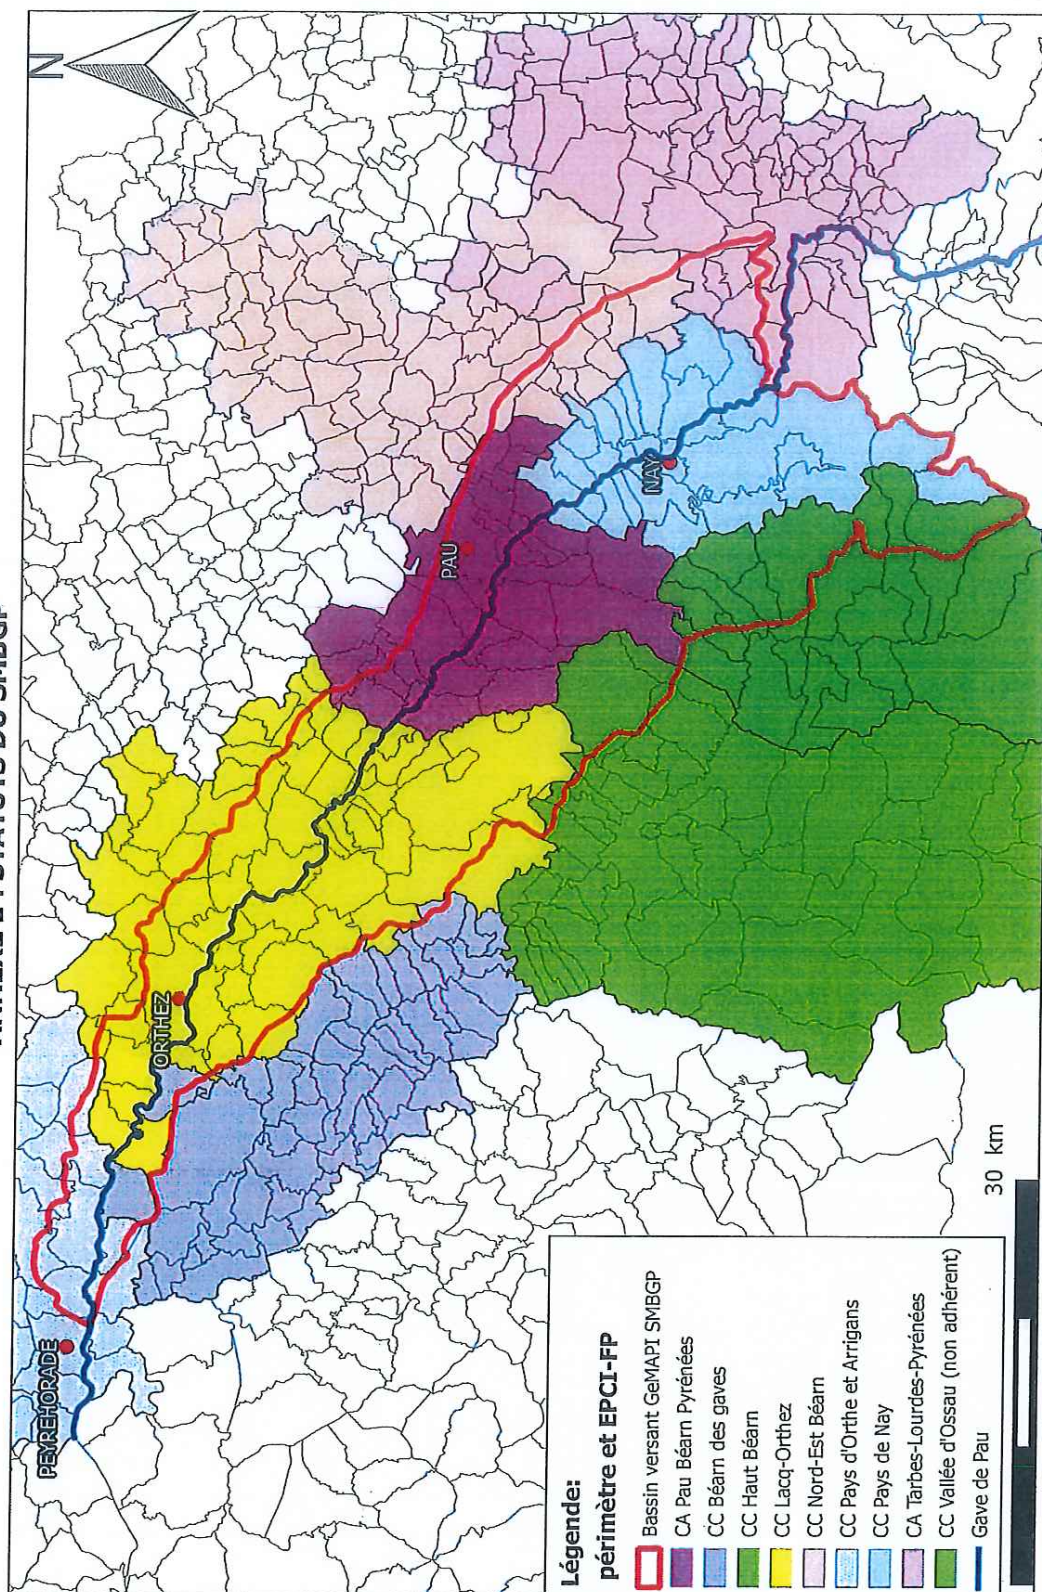 N
PEYREHORADE
ORTHEZ
PAU
NAY
Légende:
périmètre et EPCI-FP
Bassin versant GeMAPI SMBGP
CA Pau Béarn Pyrénées
CC Béarn des gaves
CC Haut Béarn
CC Lacq-Orthez
CC Nord-Est Béarn
CC Pays d'Orthe et Arrigans
CC Pays de Nay
CA Tarbes-Lourdes-Pyrénées
CC Vallée d'Ossau (non adhérent)
Gave de Pau
30 km